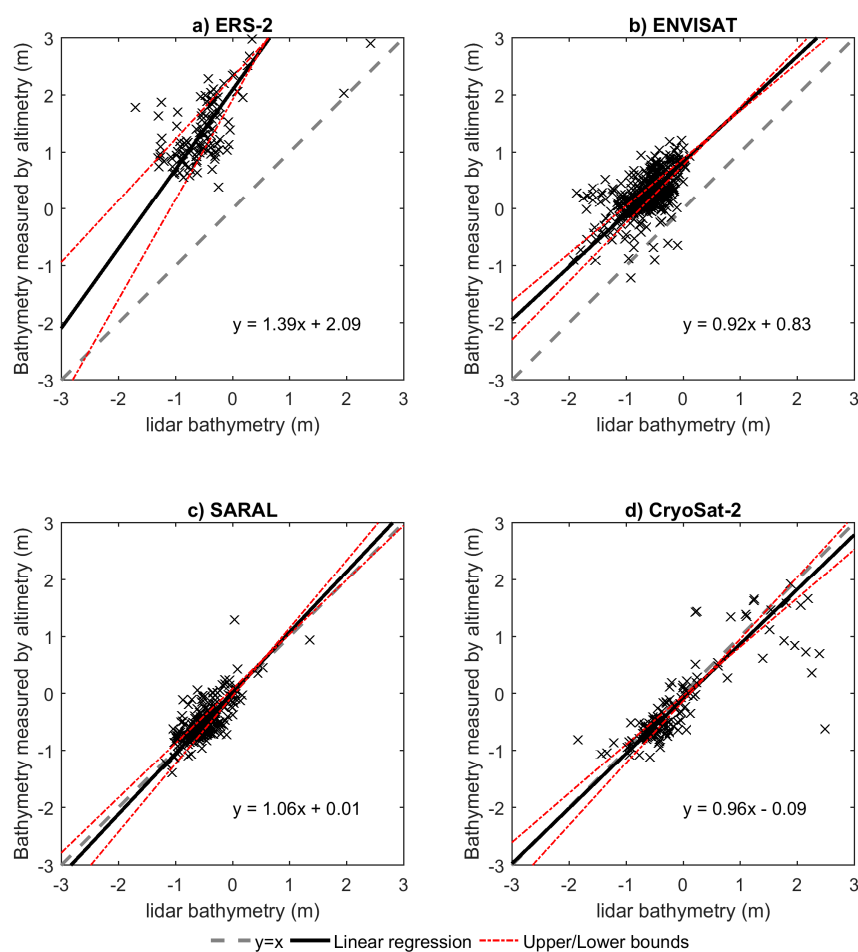 a) ERS-2
Bathymetry measured by altimetry (m)
3
2
1
0
-1
-2
-3
y = 1.39x + 2.09
-3 -2 -1 0 1 2 3
lidar bathymetry (m)
b) ENVISAT
Bathymetry measured by altimetry (m)
3
2
1
0
-1
-2
-3
y = 0.92x + 0.83
-3 -2 -1 0 1 2 3
lidar bathymetry (m)
c) SARAL
Bathymetry measured by altimetry (m)
3
2
1
0
-1
-2
-3
y = 1.06x + 0.01
-3 -2 -1 0 1 2 3
lidar bathymetry (m)
d) CryoSat-2
Bathymetry measured by altimetry (m)
3
2
1
0
-1
-2
-3
y = 0.96x - 0.09
-3 -2 -1 0 1 2 3
lidar bathymetry (m)
y=x Linear regression Upper/Lower bounds